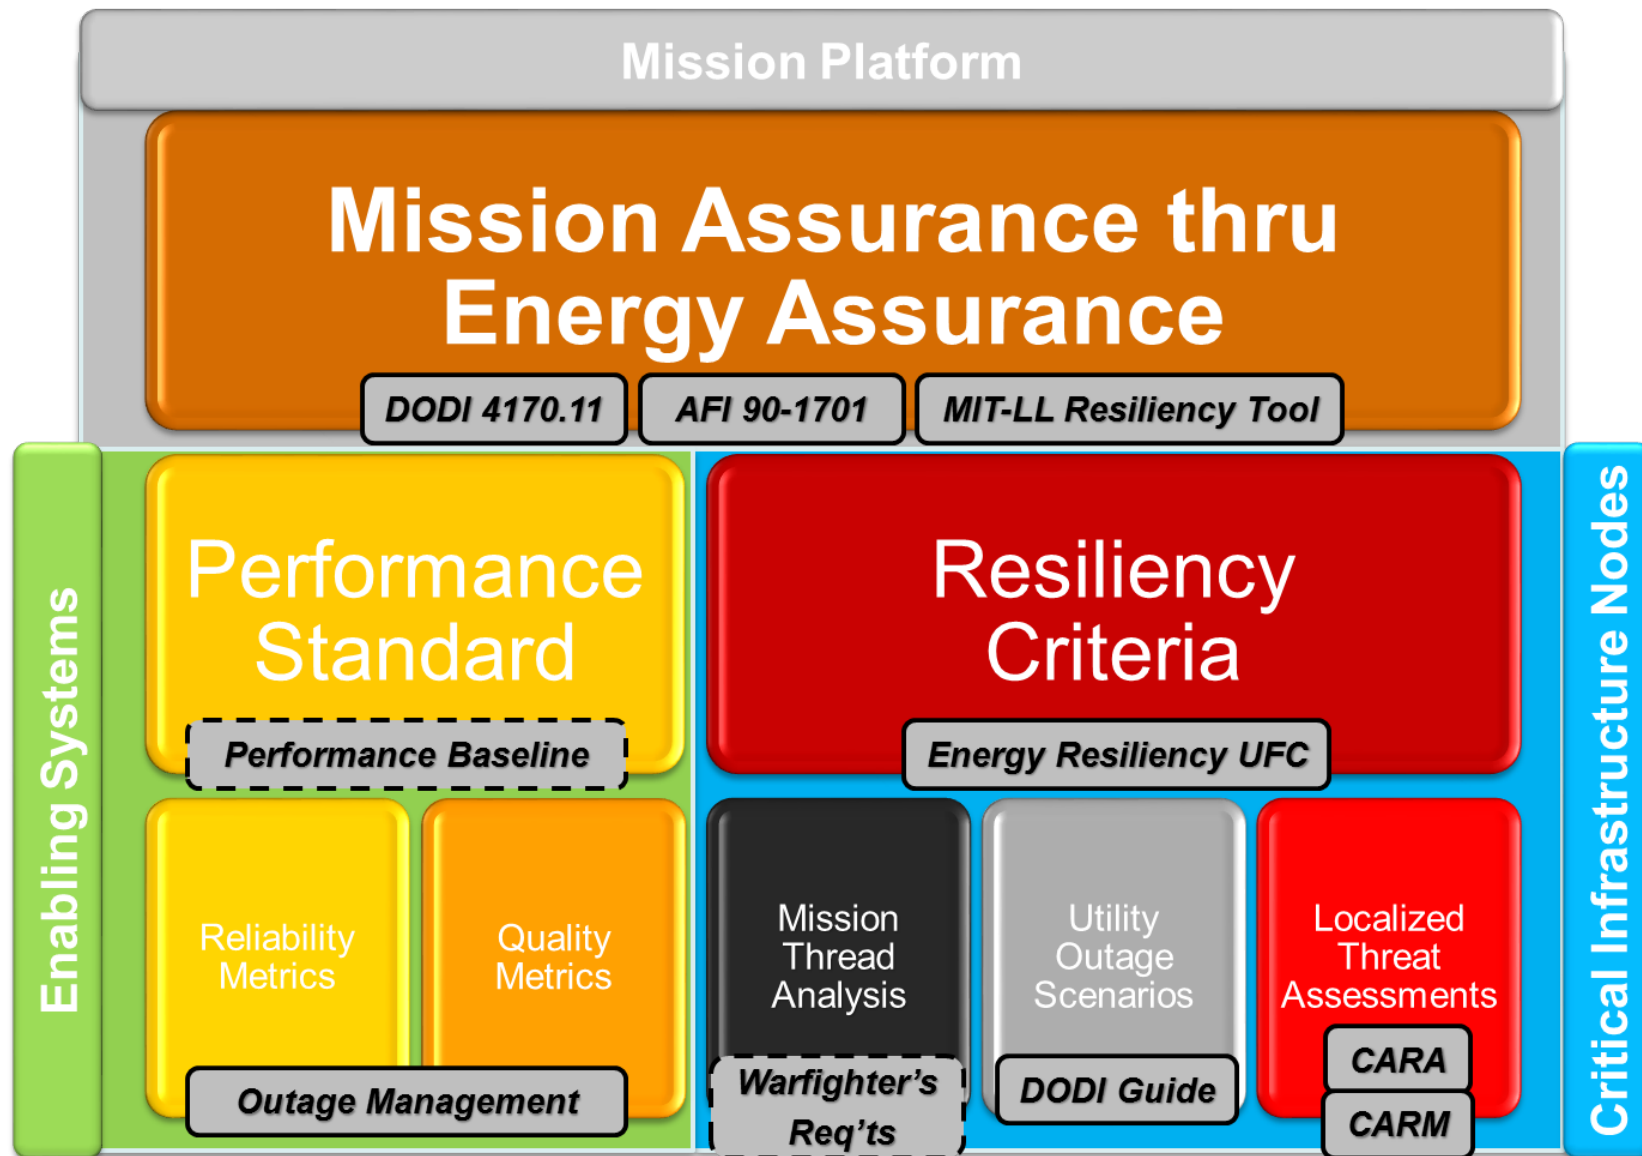 Mission Platform
Mission Assurance thru
Energy Assurance
DODI 4170.11
AFI 90-1701
MIT-LL Resiliency Tool
Enabling Systems
Performance
Standard
Performance Baseline
Reliability
Metrics
Quality
Metrics
Outage Management
Resiliency
Criteria
Energy Resiliency UFC
Mission
Thread
Analysis
Warfighter's
Req'ts
Utility
Outage
Scenarios
DODI Guide
Localized
Threat
Assessments
CARA
CARM
Critical Infrastructure Nodes